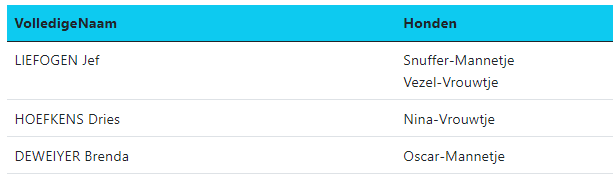 VolledigeNaam Honden
LIEFOGEN Jef Snuffer-Mannetje
Vezel-Vrouwtje
HOEFKENS Dries Nina-Vrouwtje
DEWEIYER Brenda Oscar-Mannetje